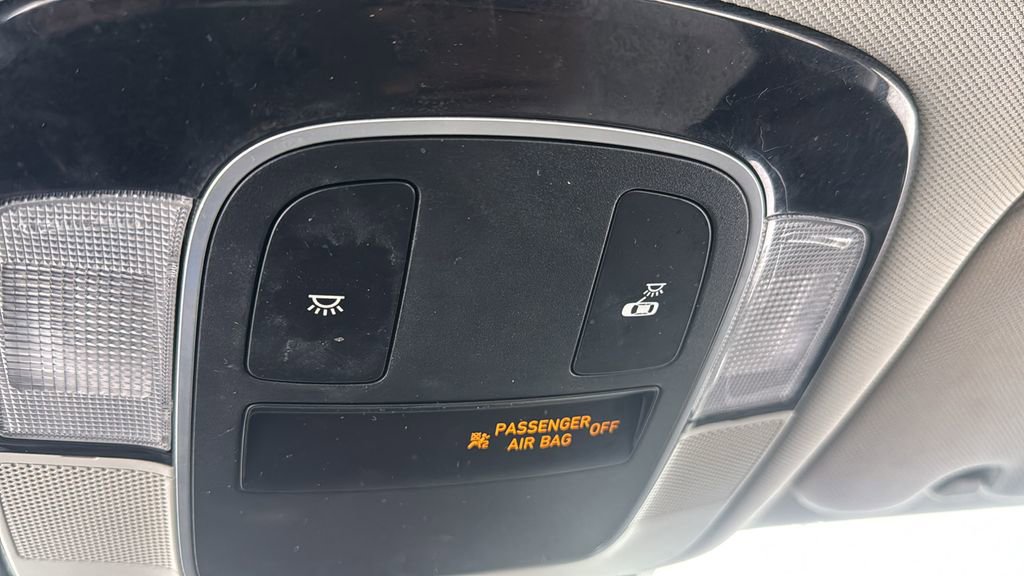 PASSENGER OFF
AIR BAG